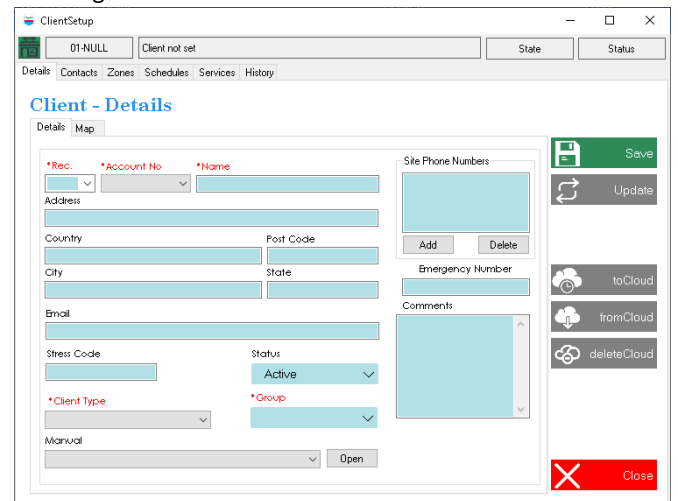 ClientSetup
01-NULL Client not set State Status
Details Contacts Zones Schedules Services History
Client - Details
Details Map
*Rec. *Account No *Name Site Phone Numbers Save
Update
Address
Country Post Code Add Delete
City State Emergency Number toCloud
Email Comments fromCloud
Stress Code Status deleteCloud
Active
*Client Type *Group
Manual
Open
Close